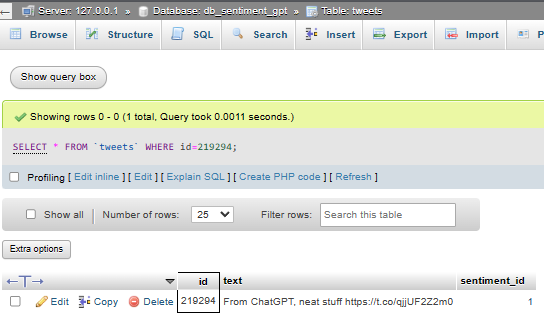 Server: 127.0.0.1 » Database: db_sentiment_gpt » Table: tweets
Browse Structure SQL Search Insert Export Import P
Show query box
Showing rows 0 - 0 (1 total, Query took 0.0011 seconds.)
SELECT * FROM `tweets` WHERE id=219294;
Profiling [ Edit inline ] [ Edit ] [ Explain SQL ] [ Create PHP code ] [ Refresh ]
Show all Number of rows: 25 Filter rows: Search this table
Extra options
←T→ id text sentiment_id
Edit Copy Delete 219294 From ChatGPT, neat stuff https://t.co/qjjUF2Z2m0 1